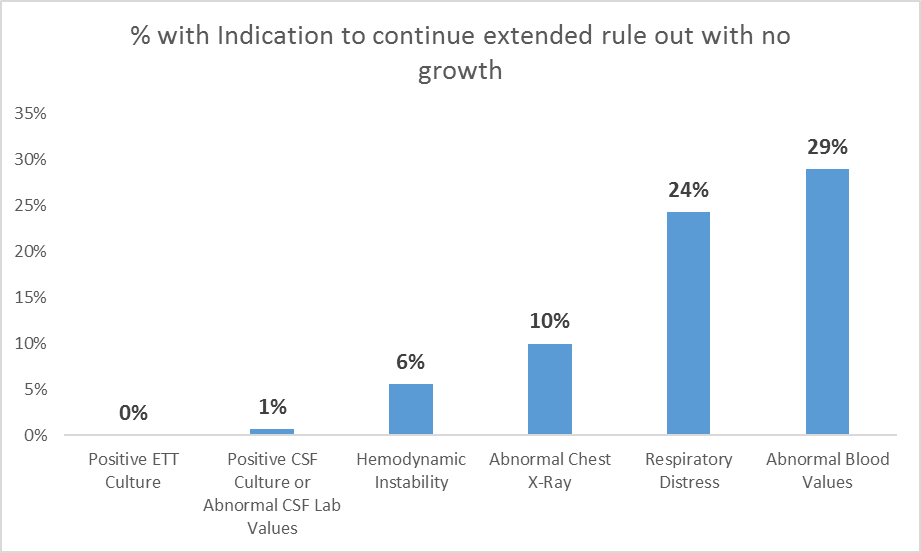 % with Indication to continue extended rule out with no
growth
35%
30%
25%
20%
15%
10%
5%
0%
0%
1%
6%
10%
24%
29%
Positive ETT
Culture
Positive CSF
Culture or
Abnormal CSF Lab
Values
Hemodynamic
Instability
Abnormal Chest
X-Ray
Respiratory
Distress
Abnormal Blood
Values